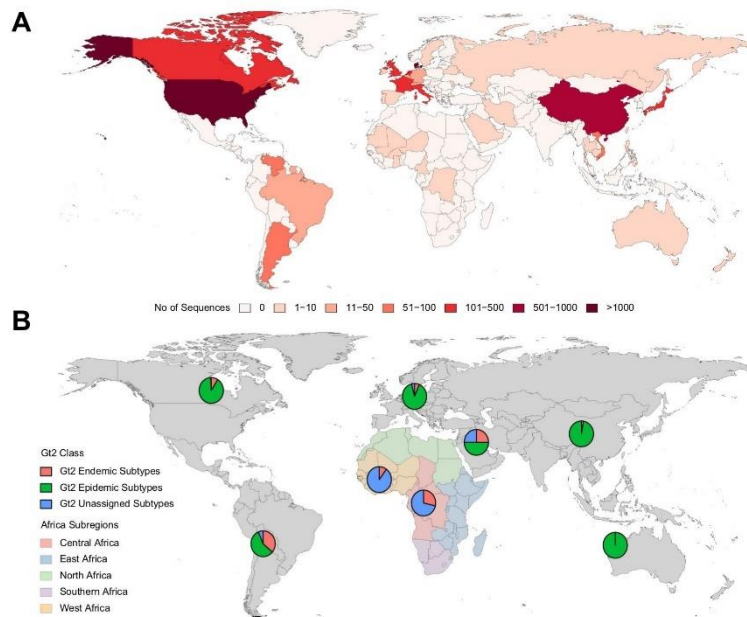 A
No of Sequences 0 1−10 11−50 51−100 101−500 501−1000 >1000
B
Gt2 Class
Gt2 Endemic Subtypes
Gt2 Epidemic Subtypes
Gt2 Unassigned Subtypes
Africa Subregions
Central Africa
East Africa
North Africa
Southern Africa
West Africa